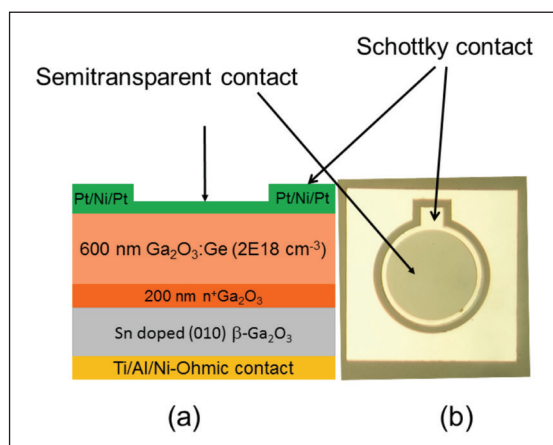 Schottky contact
Semitransparent contact
Pt/Ni/Pt Pt/Ni/Pt
600 nm Ga₂O₃:Ge (2E18 cm⁻³)
200 nm n⁺Ga₂O₃
Sn doped (010) β-Ga₂O₃
Ti/Al/Ni-Ohmic contact
(a) (b)